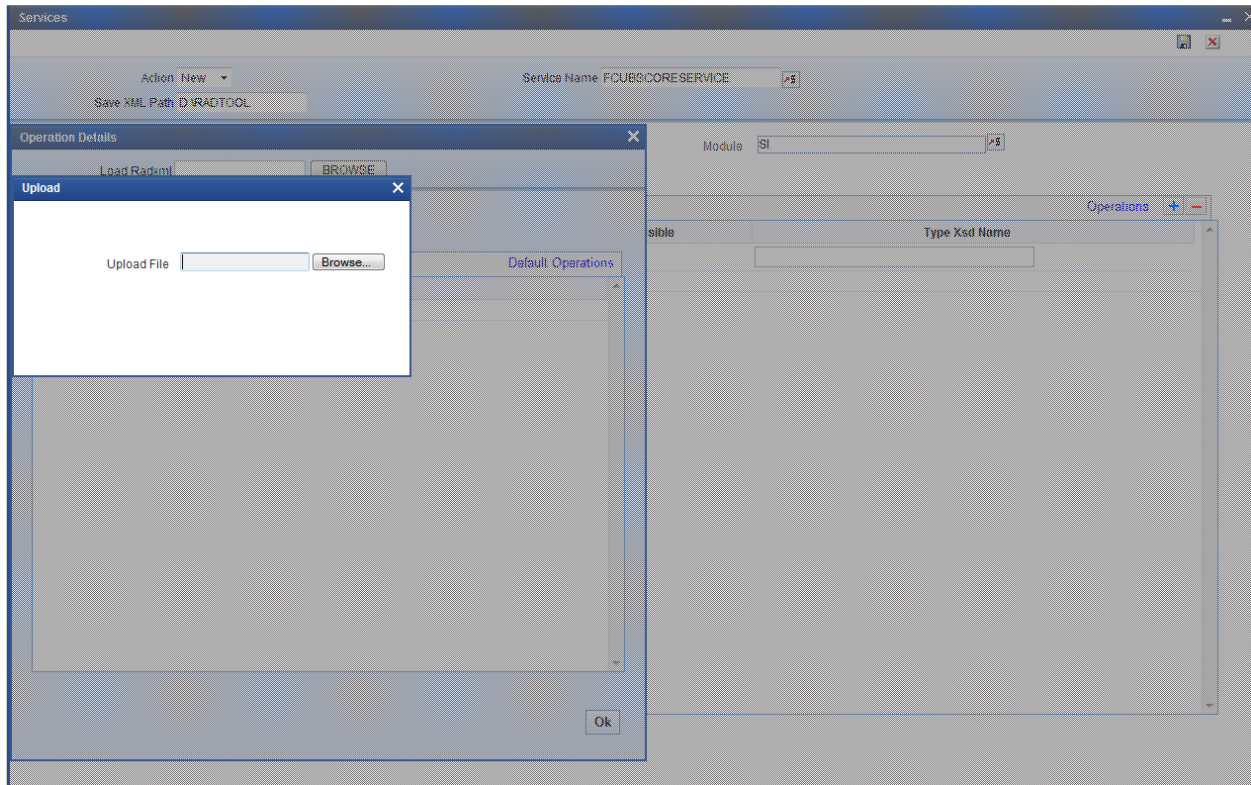 Services
Action New
Service Name FCUBSCORESERVICE
Save XML Path D:\RADTOOL
Operation Details
Module SI
Load Radxml BROWSE
Upload
Operations + −
sible Type Xsd Name
Upload File Browse...
Default Operations
Ok